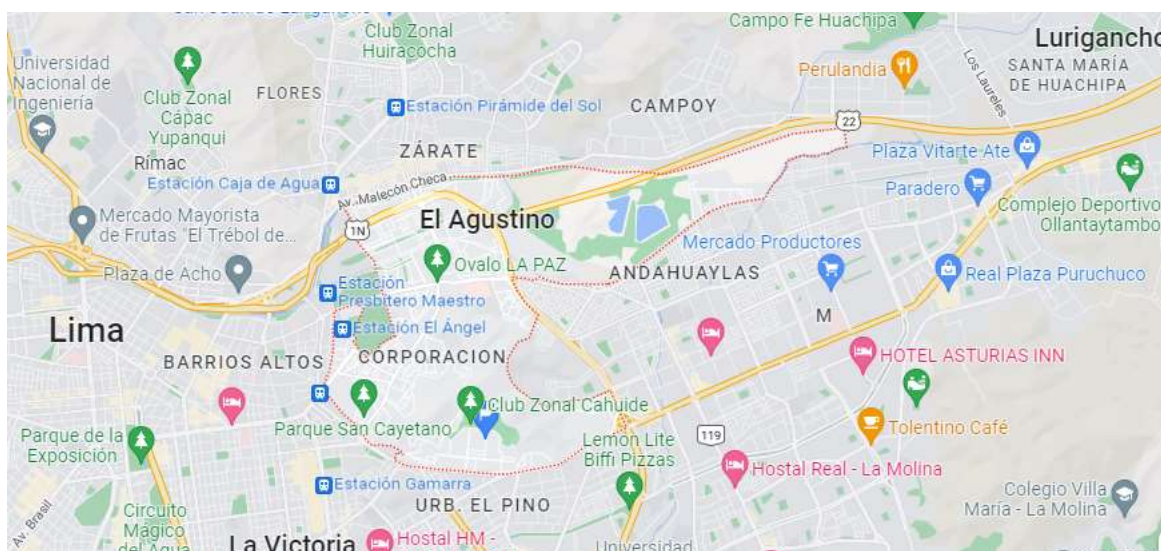 Club Zonal
Huiracocha
Campo Fe Huachipa
Lurigancho
SANTA MARÍA
DE HUACHIPA
Los Laureles
Universidad
Nacional de
Ingeniería
Club Zonal
Cápac
Yupanqui
FLORES
Estación Pirámide del Sol
CAMPOY
Perulandia
22
Rímac
ZÁRATE
Plaza Vitarte Ate
Estación Caja de Agua
Av. Malecón Checa
Paradero
Complejo Deportivo
Ollantaytambo
Mercado Mayorista
de Frutas "El Trébol de...
1N
El Agustino
Mercado Productores
Plaza de Acho
Ovalo LA PAZ
ANDAHUAYLAS
Real Plaza Puruchuco
Estación
Presbítero Maestro
Lima
Estación El Ángel
M
BARRIOS ALTOS
CORPORACION
HOTEL ASTURIAS INN
Club Zonal Cahuide
Parque San Cayetano
Tolentino Café
Parque de la
Exposición
Lemon Lite
Biffi Pizzas
119
Hostal Real - La Molina
Estación Gamarra
URB. EL PINO
Colegio Villa
María - La Molina
Av. Brasil
Circuito
Magico
del Agua
La Victoria
Hostal HM -
Universidad